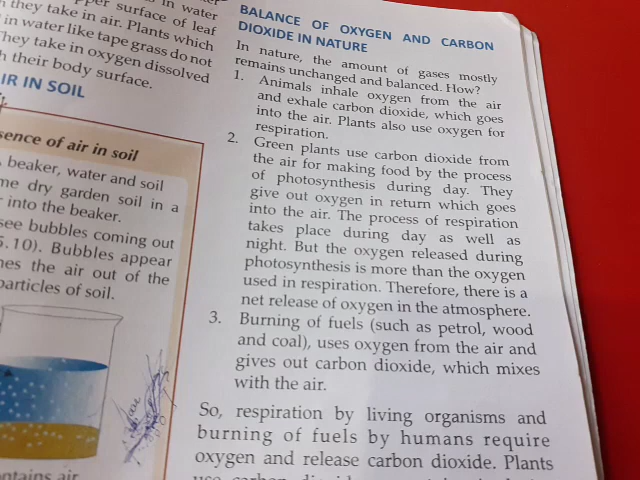 in water
per surface of leaf
they take in air. Plants which
in water like tape grass do not
They take in oxygen dissolved
their body surface.
IR IN SOIL
sence of air in soil
beaker, water and soil
me dry garden soil in a
into the beaker.
see bubbles coming out
5.10). Bubbles appear
hes the air out of the
particles of soil.
ntains air
BALANCE OF OXYGEN AND CARBON
DIOXIDE IN NATURE
In nature, the amount of gases mostly
remains unchanged and balanced. How?
1. Animals inhale oxygen from the air
and exhale carbon dioxide, which goes
into the air. Plants also use oxygen for
respiration.
2. Green plants use carbon dioxide from
the air for making food by the process
of photosynthesis during day. They
give out oxygen in return which goes
into the air. The process of respiration
takes place during day as well as
night. But the oxygen released during
photosynthesis is more than the oxygen
used in respiration. Therefore, there is a
net release of oxygen in the atmosphere.
3. Burning of fuels (such as petrol, wood
and coal), uses oxygen from the air and
gives out carbon dioxide, which mixes
with the air.
So, respiration by living organisms and
burning of fuels by humans require
oxygen and release carbon dioxide. Plants